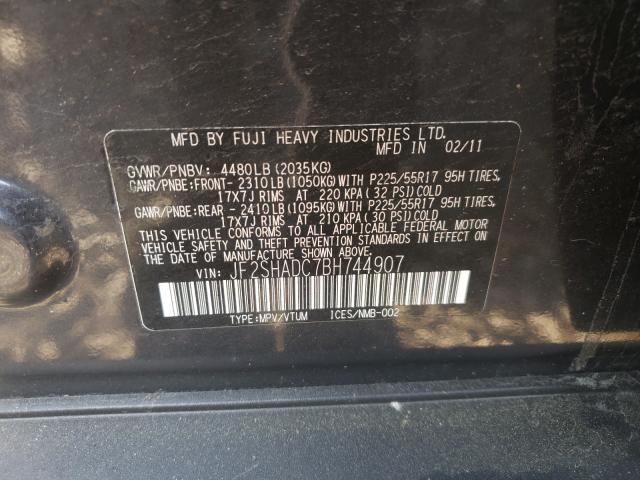 MFD BY FUJI HEAVY INDUSTRIES LTD.
MFD IN 02/11
GVWR/PNBV: 4480LB (2035KG)
GAWR/PNBE:FRONT- 2310LB(1050KG)WITH P225/55R17 95H TIRES,
17X7J RIMS AT 220 KPA ( 32 PSI)COLD
GAWR/PNBE:REAR - 2410LB(1095KG)WITH P225/55R17 95H TIRES,
17X7J RIMS AT 210 KPA (30 PSI)COLD
THIS VEHICLE CONFORMS TO ALL APPLICABLE FEDERAL MOTOR
VEHICLE SAFETY AND THEFT PREVENTION STANDARDS IN EFFECT ON
THE DATE OF MANUFACTURE SHOWN ABOVE.
VIN: JF2SHADC7BH744907
TYPE:MPV/VTUM ICES/NMB-002